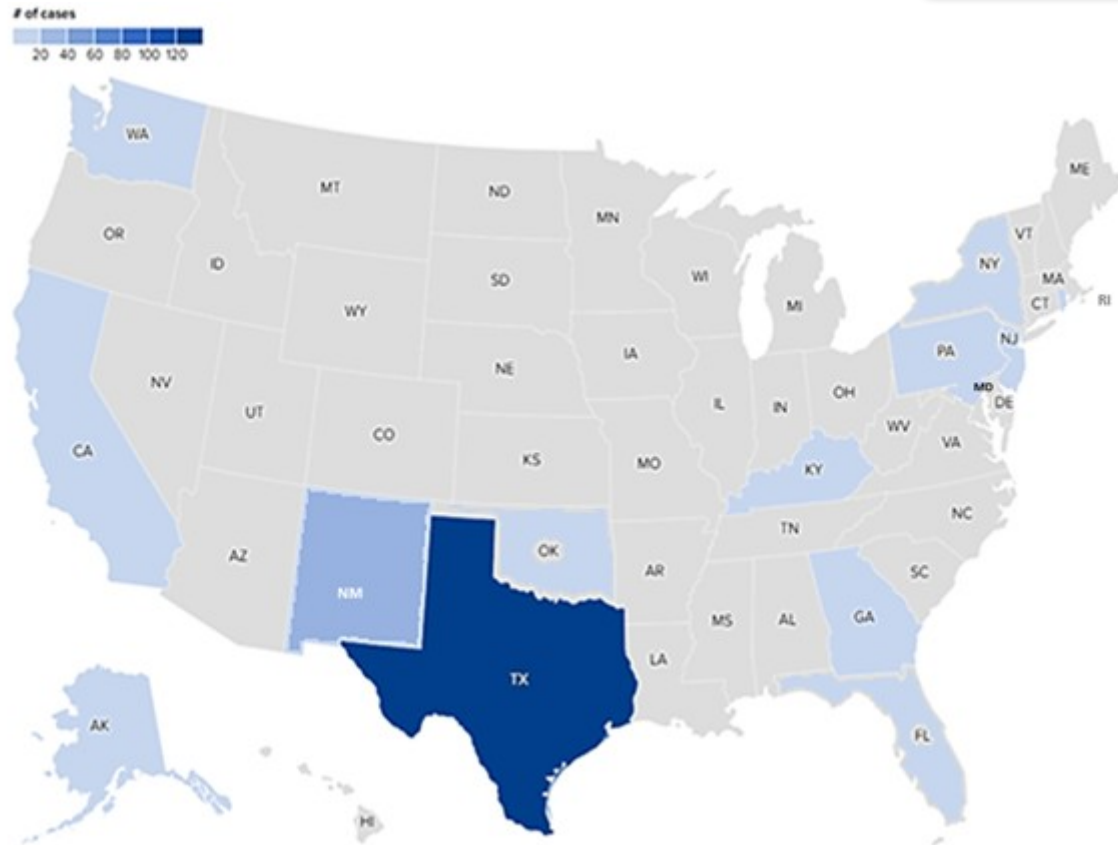 # of cases
20 40 60 80 100 120
WA
MT
ND
MN
ME
OR
ID
SD
WI
VT
NY
MA
RI
CT
WY
MI
NJ
NE
IA
PA
NV
UT
CO
IL
IN
OH
MD
DE
KS
MO
WV
VA
CA
KY
NC
TN
AZ
NM
OK
AR
SC
MS
AL
GA
TX
LA
AK
FL
HI